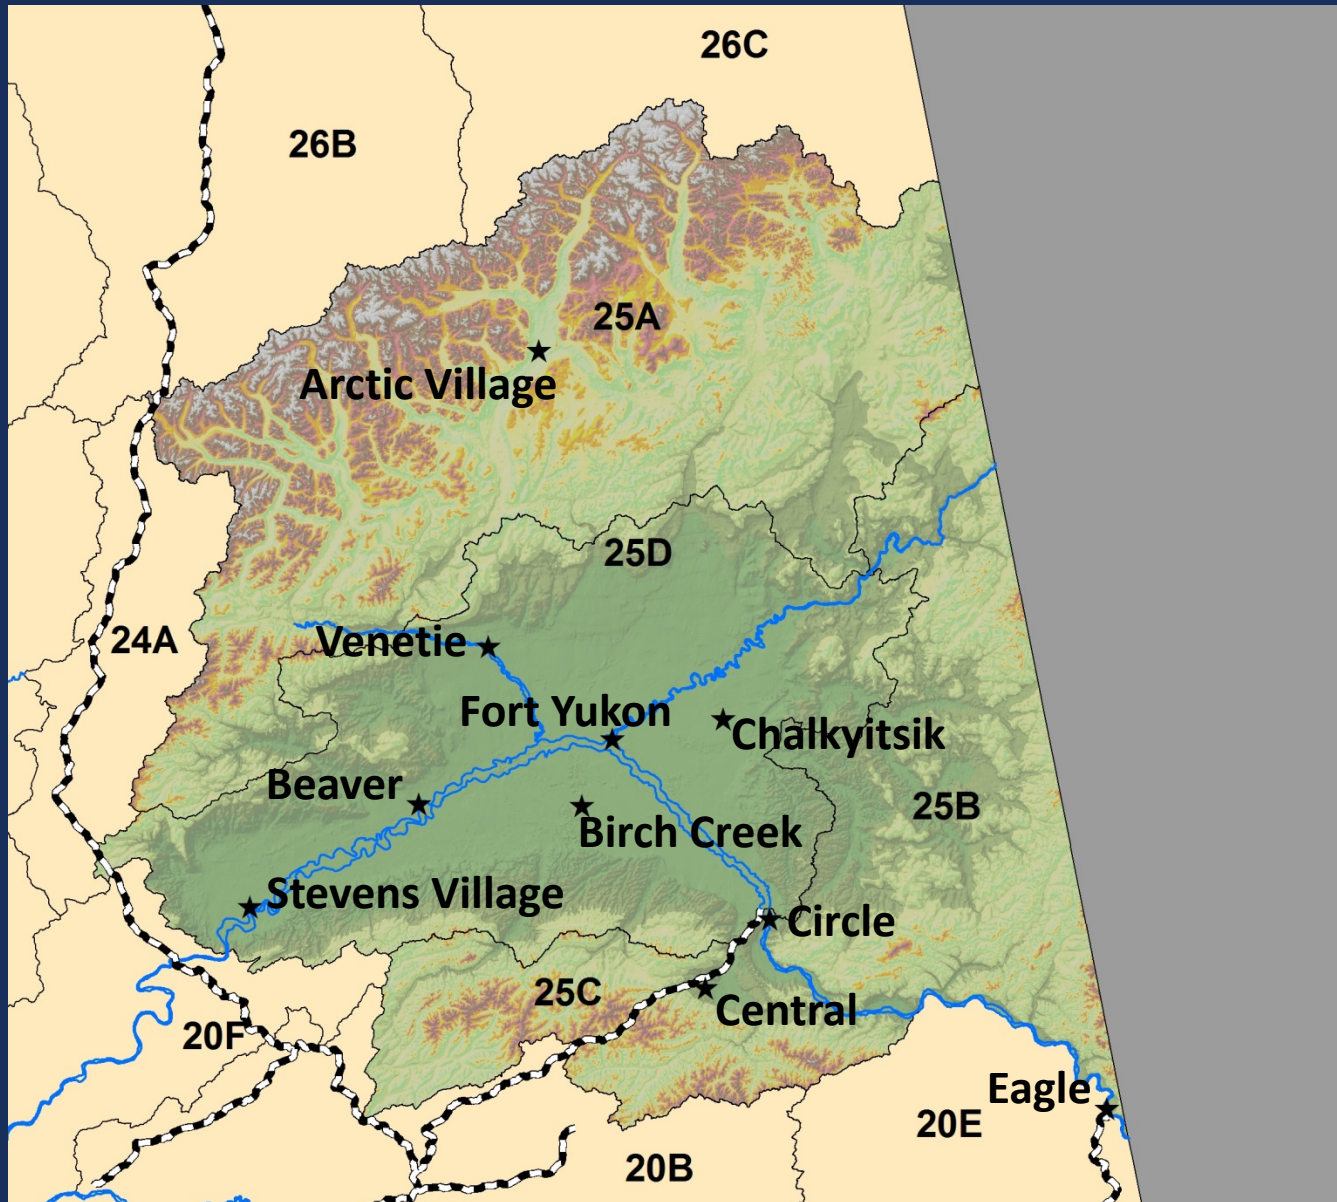 26C
26B
25A
Arctic Village
25D
24A
Venetie
Fort Yukon
Chalkyitsik
Beaver
25B
Birch Creek
Stevens Village
Circle
25C
Central
20F
Eagle
20E
20B